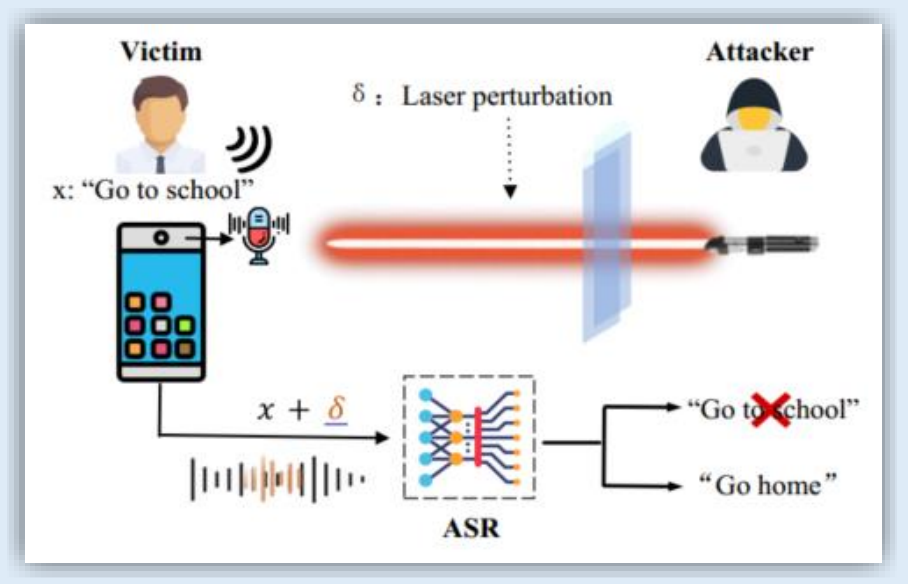 Victim
Attacker
δ： Laser perturbation
x: “Go to school”
x + δ
“Go to school”
“Go home”
ASR